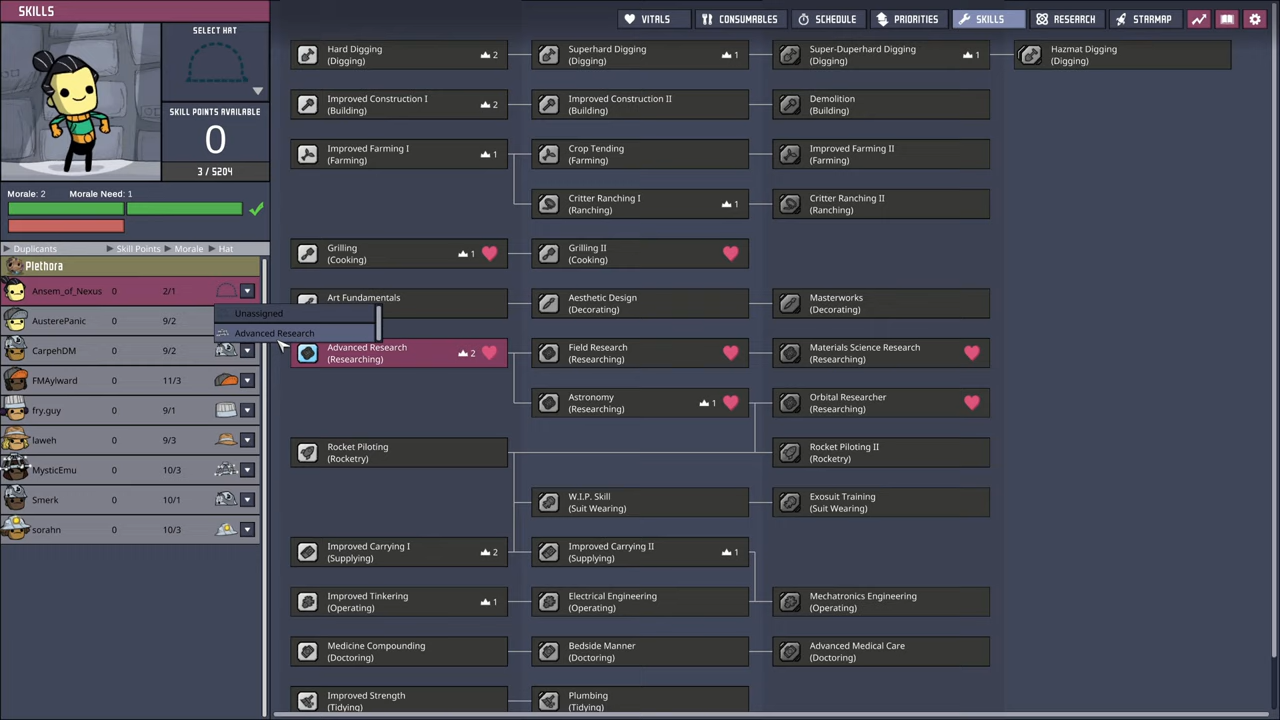 SKILLS
VITALS
CONSUMABLES
SCHEDULE
PRIORITIES
SKILLS
RESEARCH
STARMAP
SELECT HAT
SKILL POINTS AVAILABLE
0
3 / 5204
Morale: 2
Morale Need: 1
Duplicants
Skill Points
Morale
Hat
Plethora
Ansem_of_Nexus 0 2/1
AusterePanic 0 9/2
CarpehDM 0 9/2
FMAylward 0 11/3
fry.guy 0 9/1
laweh 0 9/3
MysticEmu 0 10/3
Smerk 0 10/1
sorahn 0 10/3
Unassigned
Advanced Research
Hard Digging
(Digging)
2
Superhard Digging
(Digging)
1
Super-Duperhard Digging
(Digging)
1
Hazmat Digging
(Digging)
Improved Construction I
(Building)
2
Improved Construction II
(Building)
Demolition
(Building)
Improved Farming I
(Farming)
1
Crop Tending
(Farming)
Improved Farming II
(Farming)
Critter Ranching I
(Ranching)
1
Critter Ranching II
(Ranching)
Grilling
(Cooking)
1
Grilling II
(Cooking)
Art Fundamentals
Aesthetic Design
(Decorating)
Masterworks
(Decorating)
Advanced Research
(Researching)
2
Field Research
(Researching)
Materials Science Research
(Researching)
Astronomy
(Researching)
1
Orbital Researcher
(Researching)
Rocket Piloting
(Rocketry)
Rocket Piloting II
(Rocketry)
W.I.P. Skill
(Suit Wearing)
Exosuit Training
(Suit Wearing)
Improved Carrying I
(Supplying)
2
Improved Carrying II
(Supplying)
1
Improved Tinkering
(Operating)
1
Electrical Engineering
(Operating)
Mechatronics Engineering
(Operating)
Medicine Compounding
(Doctoring)
Bedside Manner
(Doctoring)
Advanced Medical Care
(Doctoring)
Improved Strength
(Tidying)
Plumbing
(Tidying)